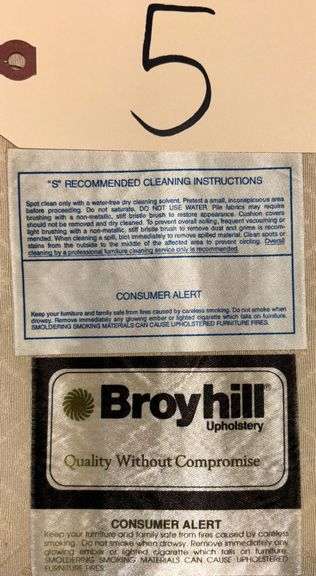 5
"S" RECOMMENDED CLEANING INSTRUCTIONS
Spot clean only with a water-free dry cleaning solvent. Pretest a small, inconspicuous area
before proceeding. Do not saturate. DO NOT USE WATER. Pile fabrics may require
brushing with a non-metallic, stiff bristle brush to restore appearance. Cushion covers
should not be removed and dry cleaned. To prevent overall soiling, frequent vacuuming or
light brushing with a non-metallic, stiff bristle brush to remove dust and grime is recom-
mended. When cleaning a spill, blot immediately to remove spilled material. Clean spots or
stains from the outside to the middle of the affected area to prevent circling. Overall
cleaning by a professional furniture cleaning service only is recommended.
CONSUMER ALERT
Keep your furniture and family safe from fires caused by careless smoking. Do not smoke when
drowsy. Remove immediately any glowing ember or lighted cigarette which falls on furniture.
SMOLDERING SMOKING MATERIALS CAN CAUSE UPHOLSTERED FURNITURE FIRES.
Broyhill®
Upholstery
Quality Without Compromise
CONSUMER ALERT
Keep your furniture and family safe from fires caused by careless
smoking. Do not smoke when drowsy. Remove immediately any
glowing ember or lighted cigarette which falls on furniture.
SMOLDERING SMOKING MATERIALS CAN CAUSE UPHOLSTERED
FURNITURE FIRES.